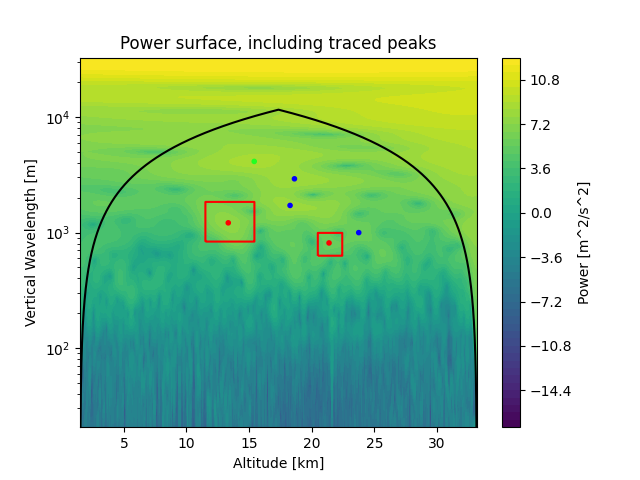 Power surface, including traced peaks
Vertical Wavelength [m]
10^4
10^3
10^2
5 10 15 20 25 30
Altitude [km]
10.8
7.2
3.6
0.0
−3.6
−7.2
−10.8
−14.4
Power [m^2/s^2]